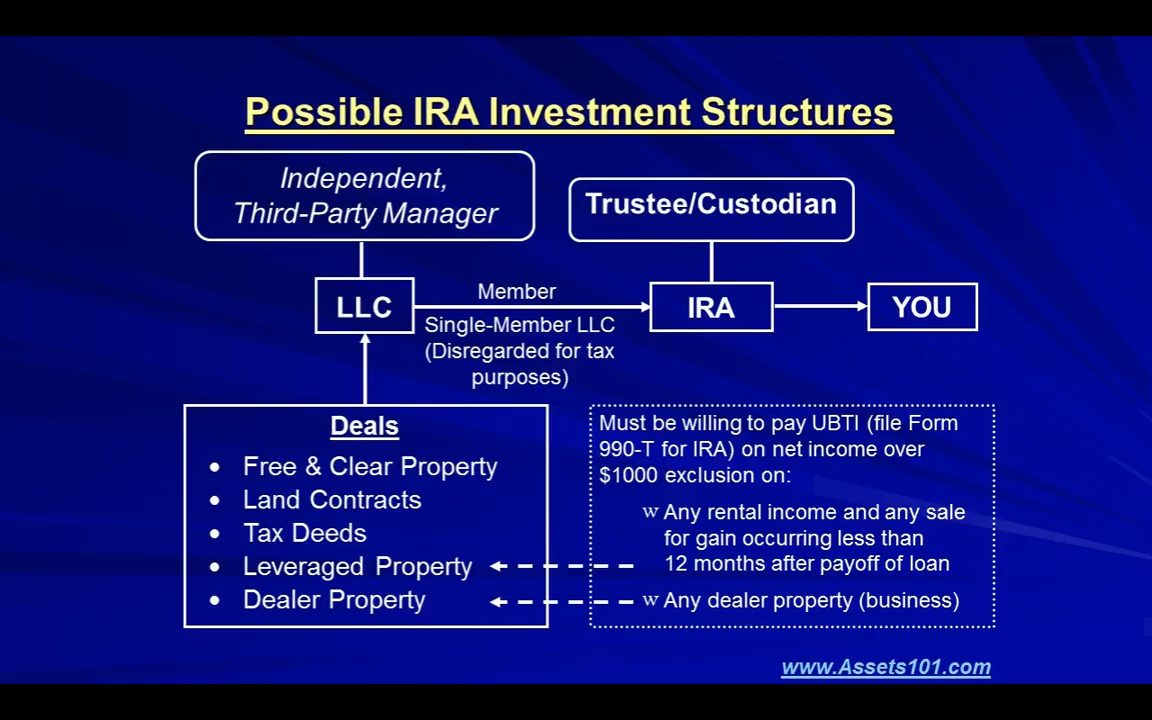 Possible IRA Investment Structures
Independent,
Third-Party Manager
Trustee/Custodian
LLC
Member
Single-Member LLC
(Disregarded for tax
purposes)
IRA
YOU
Deals
• Free & Clear Property
• Land Contracts
• Tax Deeds
• Leveraged Property
• Dealer Property
Must be willing to pay UBTI (file Form
990-T for IRA) on net income over
$1000 exclusion on:
w Any rental income and any sale
for gain occurring less than
12 months after payoff of loan
w Any dealer property (business)
www.Assets101.com